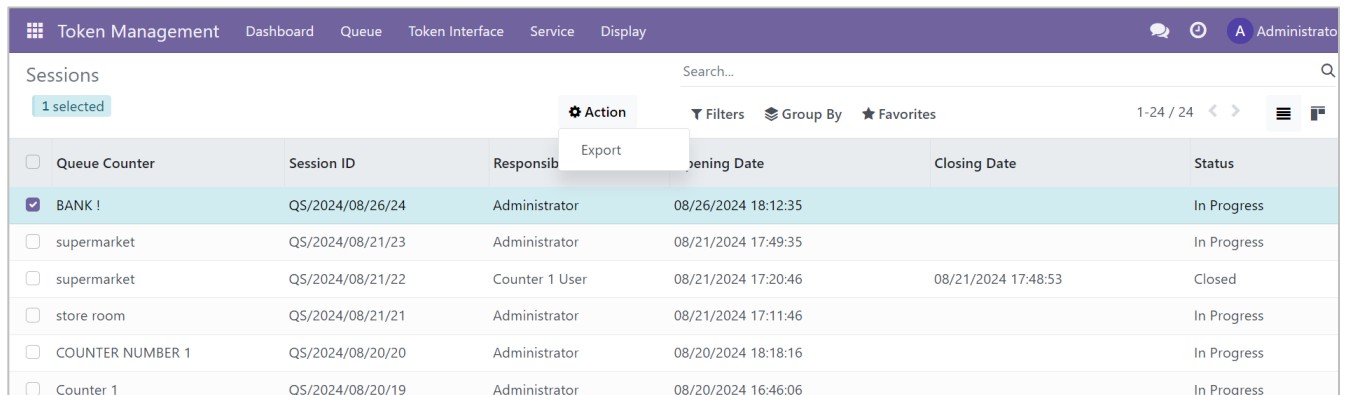 Token Management Dashboard Queue Token Interface Service Display A Administrato
Sessions Search...
1 selected Action Filters Group By Favorites 1-24 / 24
Export
Queue Counter Session ID Responsib pening Date Closing Date Status
BANK ! QS/2024/08/26/24 Administrator 08/26/2024 18:12:35 In Progress
supermarket QS/2024/08/21/23 Administrator 08/21/2024 17:49:35 In Progress
supermarket QS/2024/08/21/22 Counter 1 User 08/21/2024 17:20:46 08/21/2024 17:48:53 Closed
store room QS/2024/08/21/21 Administrator 08/21/2024 17:11:46 In Progress
COUNTER NUMBER 1 QS/2024/08/20/20 Administrator 08/20/2024 18:18:16 In Progress
Counter 1 QS/2024/08/20/19 Administrator 08/20/2024 16:46:06 In Progress